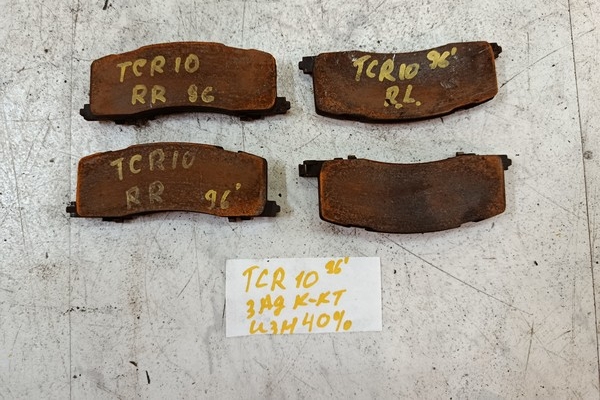 TCR10
RR 96
TCR10 96'
RL.
TCR10
RR 96'
TCR 10 96'
ЗАД К-КТ
ИЗН 40%